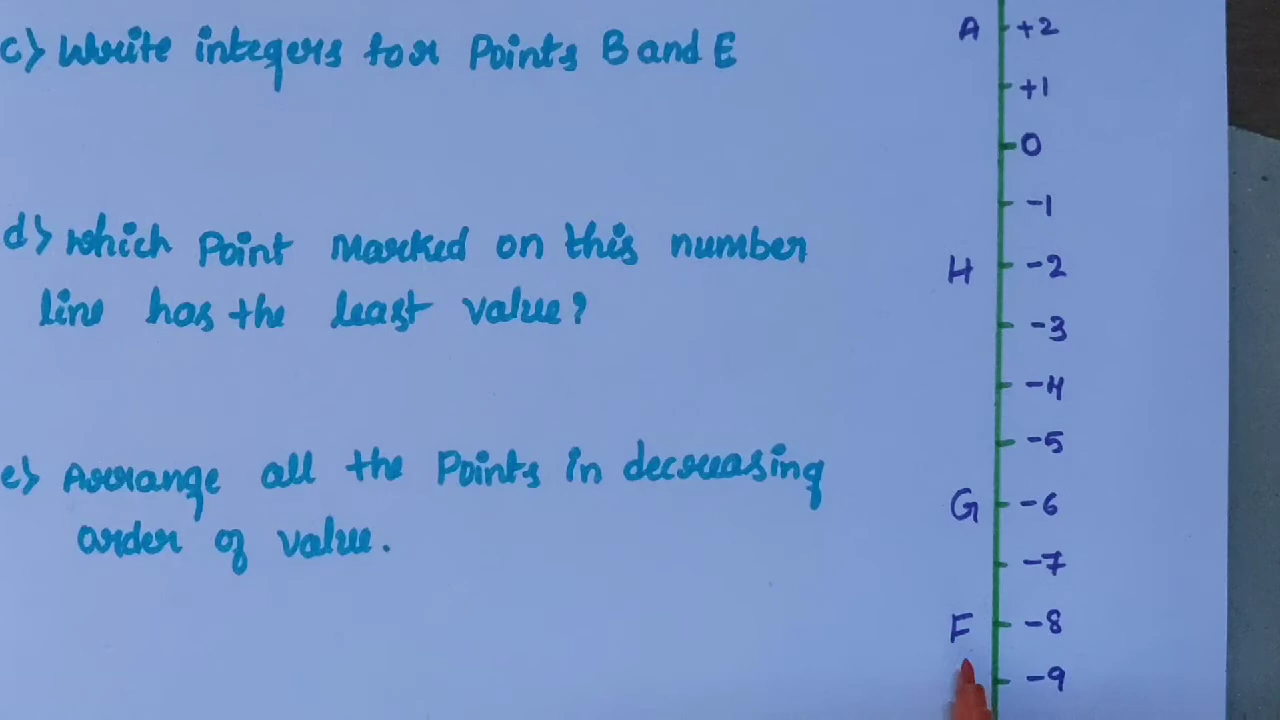 c) Write integers for Points B and E
d) which Point Marked on this number
line has the least value?
e) Arrange all the Points in decreasing
order of value.
A +2
+1
0
-1
H -2
-3
-4
-5
G -6
-7
F -8
-9